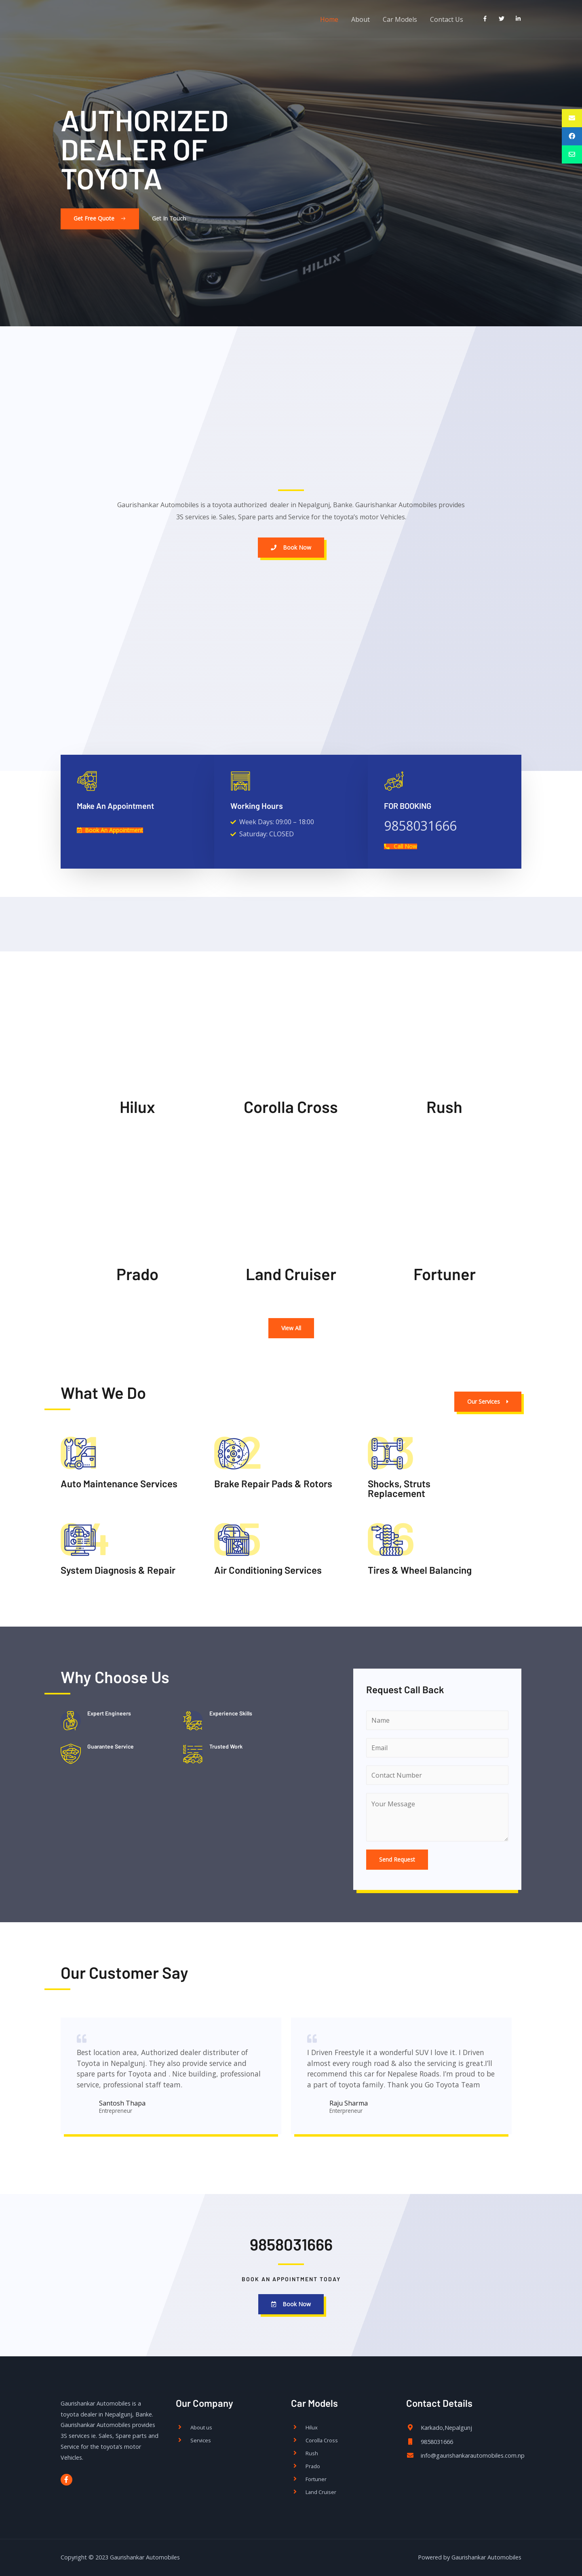 Home
About
Car Models
Contact Us
AUTHORIZED
DEALER OF
TOYOTA
Get Free Quote
Get In Touch
HILUX
Gaurishankar Automobiles is a toyota authorized dealer in Nepalgunj, Banke. Gaurishankar Automobiles provides
3S services ie. Sales, Spare parts and Service for the toyota's motor Vehicles.
Book Now
Make An Appointment
Book An Appointment
Working Hours
Week Days: 09:00 – 18:00
Saturday: CLOSED
FOR BOOKING
9858031666
Call Now
Hilux
Corolla Cross
Rush
Prado
Land Cruiser
Fortuner
View All
What We Do
Our Services
Auto Maintenance Services
02
Brake Repair Pads & Rotors
03
Shocks, Struts
Replacement
04
System Diagnosis & Repair
05
Air Conditioning Services
06
Tires & Wheel Balancing
Why Choose Us
Expert Engineers
Experience Skills
Guarantee Service
Trusted Work
Request Call Back
Name
Email
Contact Number
Your Message
Send Request
Our Customer Say
Best location area, Authorized dealer distributer of
Toyota in Nepalgunj. They also provide service and
spare parts for Toyota and . Nice building, professional
service, professional staff team.
Santosh Thapa
Entrepreneur
I Driven Freestyle it a wonderful SUV I love it. I Driven
almost every rough road & also the servicing is great.I'll
recommend this car for Nepalese Roads. I'm proud to be
a part of toyota family. Thank you Go Toyota Team
Raju Sharma
Enterpreneur
9858031666
BOOK AN APPOINTMENT TODAY
Book Now
Gaurishankar Automobiles is a
toyota dealer in Nepalgunj, Banke.
Gaurishankar Automobiles provides
3S services ie. Sales, Spare parts and
Service for the toyota's motor
Vehicles.
Our Company
About us
Services
Car Models
Hilux
Corolla Cross
Rush
Prado
Fortuner
Land Cruiser
Contact Details
Karkado,Nepalgunj
9858031666
info@gaurishankarautomobiles.com.np
Copyright © 2023 Gaurishankar Automobiles
Powered by Gaurishankar Automobiles